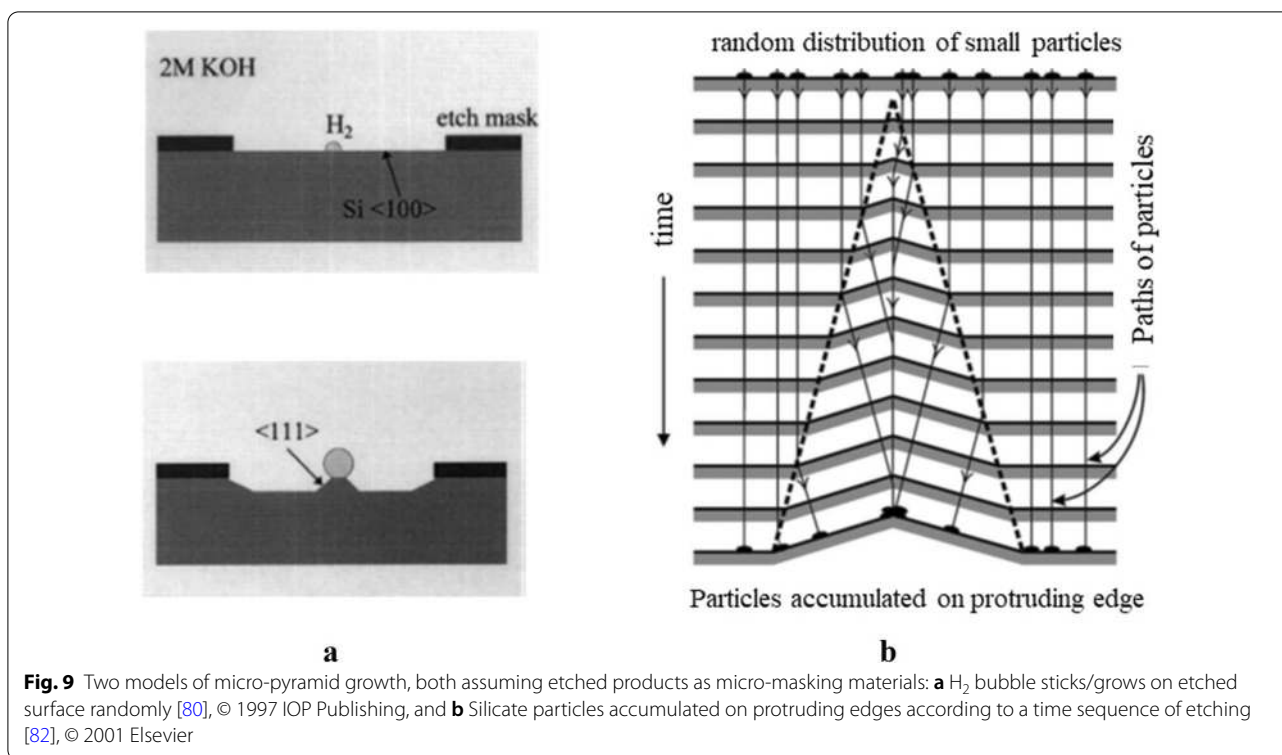 2M KOH
H₂
etch mask
Si <100>
<111>
a
random distribution of small particles
time
Paths of particles
Particles accumulated on protruding edge
b
Fig. 9 Two models of micro-pyramid growth, both assuming etched products as micro-masking materials: a H₂ bubble sticks/grows on etched
surface randomly [80], © 1997 IOP Publishing, and b Silicate particles accumulated on protruding edges according to a time sequence of etching
[82], © 2001 Elsevier